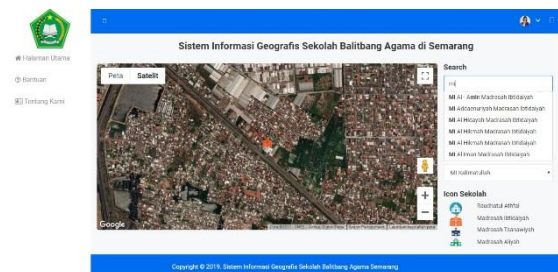 Halaman Utama
Bantuan
Tentang Kami
Sistem Informasi Geografis Sekolah Balitbang Agama di Semarang
Peta
Satelit
Google
Search
mi
MI Al - Amin Madrasah Ibtidaiyah
MI Addainuriyah Madrasah Ibtidaiyah
MI Al Hidayah Madrasah Ibtidaiyah
MI Al Hikmah Madrasah Ibtidaiyah
MI Al Hikmah Madrasah Ibtidaiyah
MI Al Iman Madrasah Ibtidaiyah
MI Kalimatullah
Icon Sekolah
Raudhatul Athfal
Madrasah Ibtidaiyah
Madrasah Tsanawiyah
Madrasah Aliyah
Copyright © 2019. Sistem Informasi Geografis Sekolah Balitbang Agama Semarang